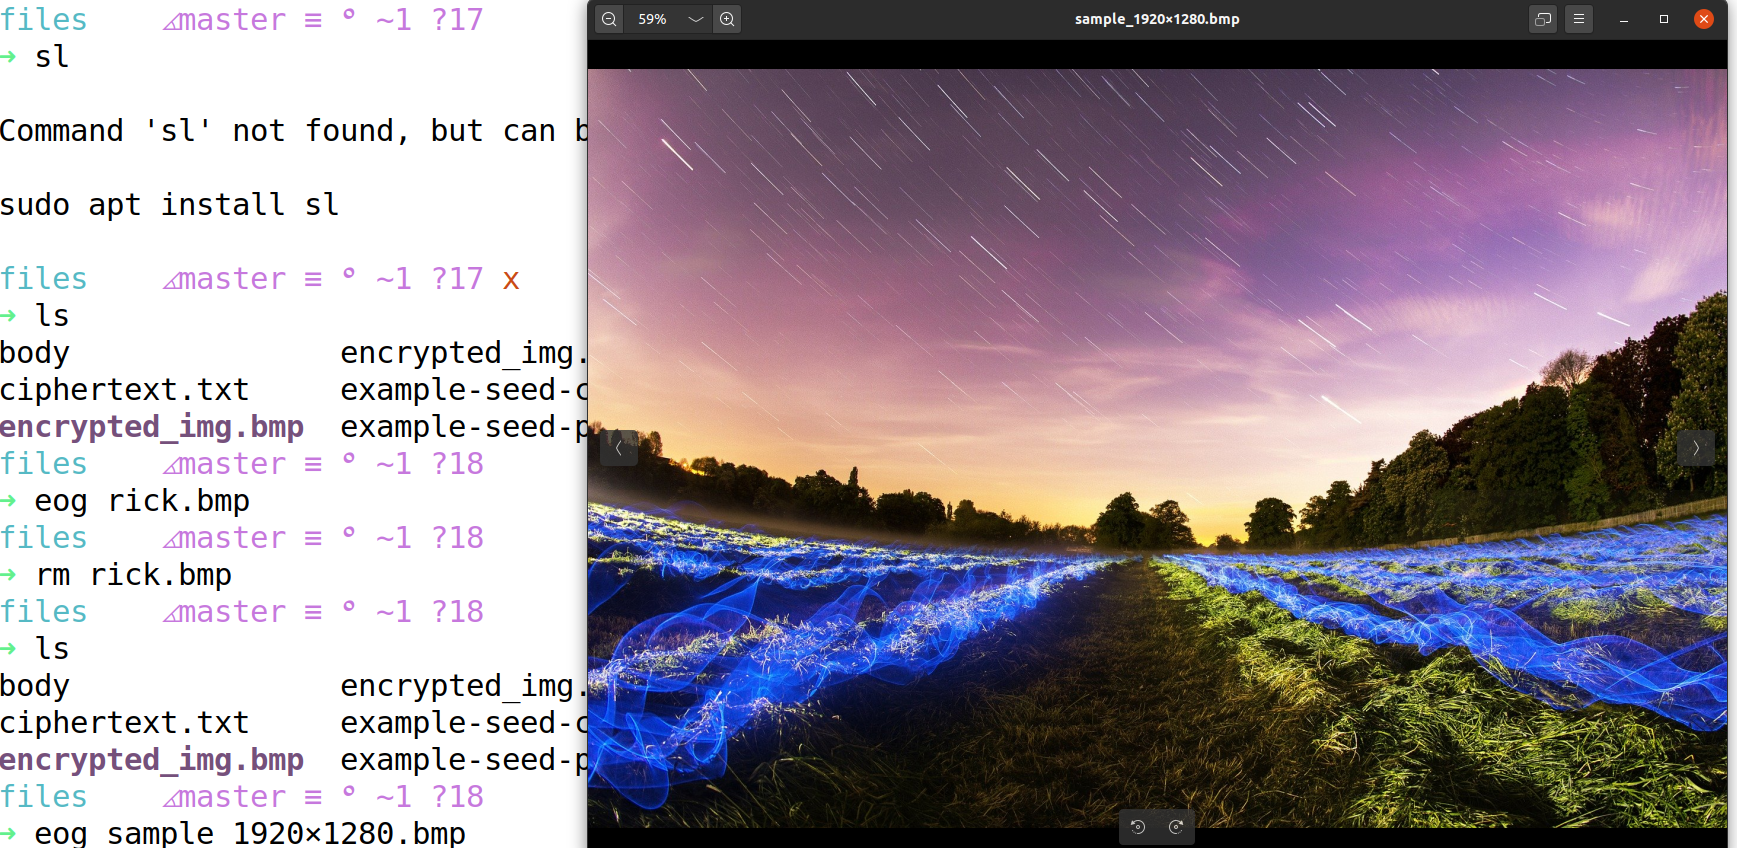 files    ⊿master ≡ ° ~1 ?17
→ sl
Command 'sl' not found, but can b
sudo apt install sl
files    ⊿master ≡ ° ~1 ?17 x
→ ls
body               encrypted_img.
ciphertext.txt     example-seed-c
encrypted_img.bmp  example-seed-p
files    ⊿master ≡ ° ~1 ?18
→ eog rick.bmp
files    ⊿master ≡ ° ~1 ?18
→ rm rick.bmp
files    ⊿master ≡ ° ~1 ?18
→ ls
body               encrypted_img.
ciphertext.txt     example-seed-c
encrypted_img.bmp  example-seed-p
files    ⊿master ≡ ° ~1 ?18
→ eog sample_1920×1280.bmp
59%
sample_1920×1280.bmp